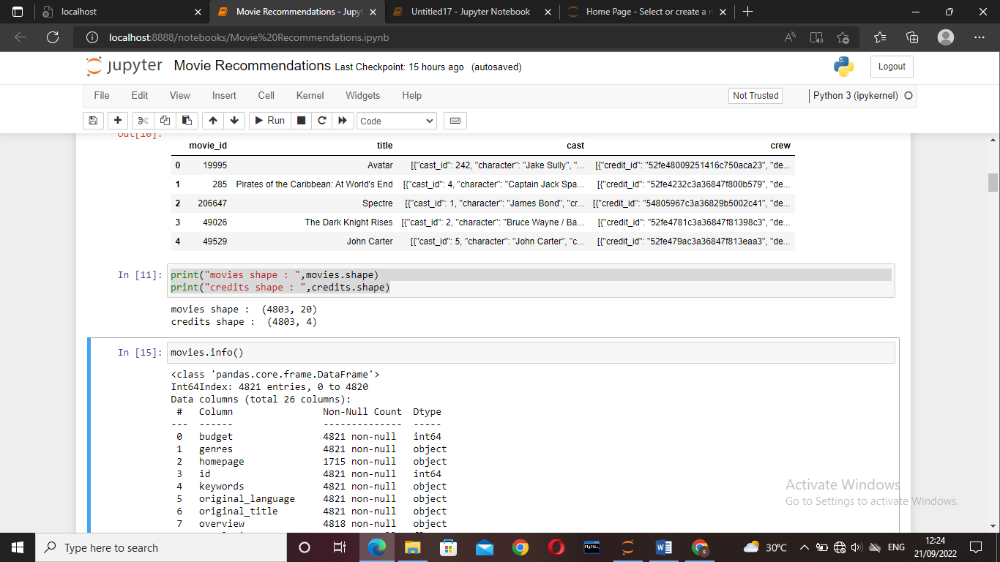 localhost
Movie Recommendations - Jupyt
Untitled17 - Jupyter Notebook
Home Page - Select or create a n
localhost:8888/notebooks/Movie%20Recommendations.ipynb
jupyter Movie Recommendations Last Checkpoint: 15 hours ago (autosaved)
Logout
File Edit View Insert Cell Kernel Widgets Help
Not Trusted
Python 3 (ipykernel)
Run
Code
Out[10]:
movie_id title cast crew
0 19995 Avatar [{"cast_id": 242, "character": "Jake Sully", "... [{"credit_id": "52fe48009251416c750aca23", "de...
1 285 Pirates of the Caribbean: At World's End [{"cast_id": 4, "character": "Captain Jack Spa... [{"credit_id": "52fe4232c3a36847f800b579", "de...
2 206647 Spectre [{"cast_id": 1, "character": "James Bond", "cr... [{"credit_id": "54805967c3a36829b5002c41", "de...
3 49026 The Dark Knight Rises [{"cast_id": 2, "character": "Bruce Wayne / Ba... [{"credit_id": "52fe4781c3a36847f81398c3", "de...
4 49529 John Carter [{"cast_id": 5, "character": "John Carter", "c... [{"credit_id": "52fe479ac3a36847f813eaa3", "de...
In [11]: print("movies shape : ",movies.shape)
print("credits shape : ",credits.shape)
movies shape :  (4803, 20)
credits shape :  (4803, 4)
In [15]: movies.info()
<class 'pandas.core.frame.DataFrame'>
Int64Index: 4821 entries, 0 to 4820
Data columns (total 26 columns):
#   Column   Non-Null Count  Dtype
---  ------   --------------  -----
0   budget   4821 non-null   int64
1   genres   4821 non-null   object
2   homepage   1715 non-null   object
3   id   4821 non-null   int64
4   keywords   4821 non-null   object
5   original_language   4821 non-null   object
6   original_title   4821 non-null   object
7   overview   4818 non-null   object
Activate Windows
Go to Settings to activate Windows.
Type here to search
MySQL
30°C
ENG
12:24
21/09/2022